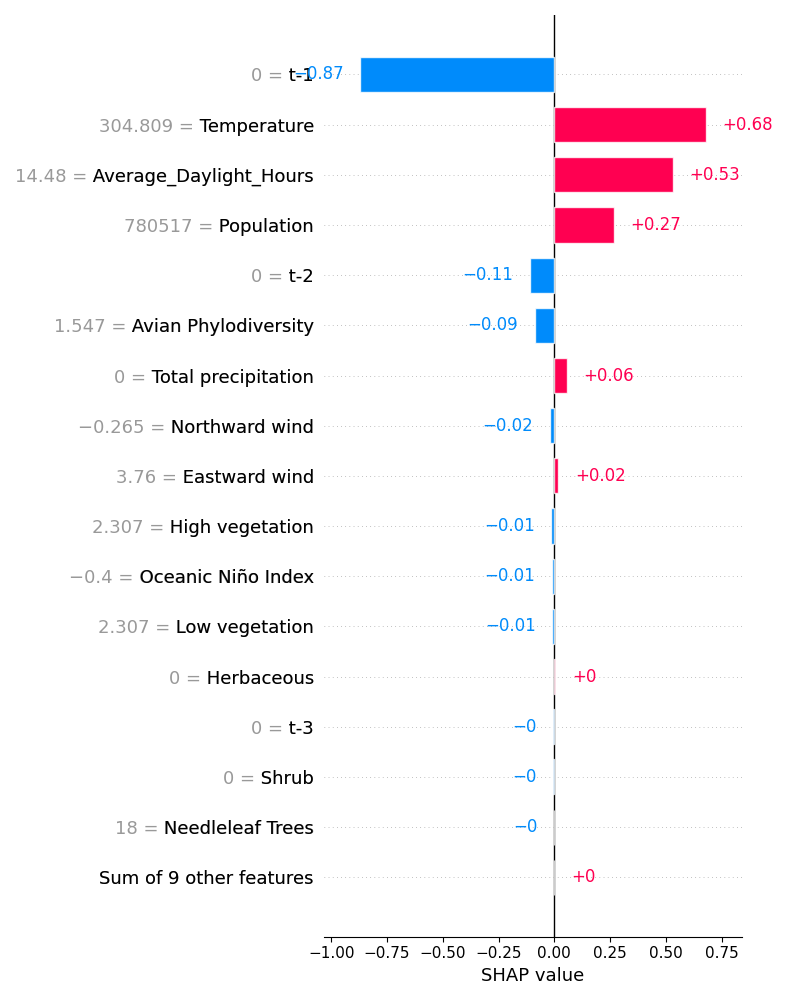 0 = t-1 −0.87
304.809 = Temperature +0.68
14.48 = Average_Daylight_Hours +0.53
780517 = Population +0.27
0 = t-2 −0.11
1.547 = Avian Phylodiversity −0.09
0 = Total precipitation +0.06
−0.265 = Northward wind −0.02
3.76 = Eastward wind +0.02
2.307 = High vegetation −0.01
−0.4 = Oceanic Niño Index −0.01
2.307 = Low vegetation −0.01
0 = Herbaceous +0
0 = t-3 −0
0 = Shrub −0
18 = Needleleaf Trees −0
Sum of 9 other features +0
−1.00 −0.75 −0.50 −0.25 0.00 0.25 0.50 0.75
SHAP value